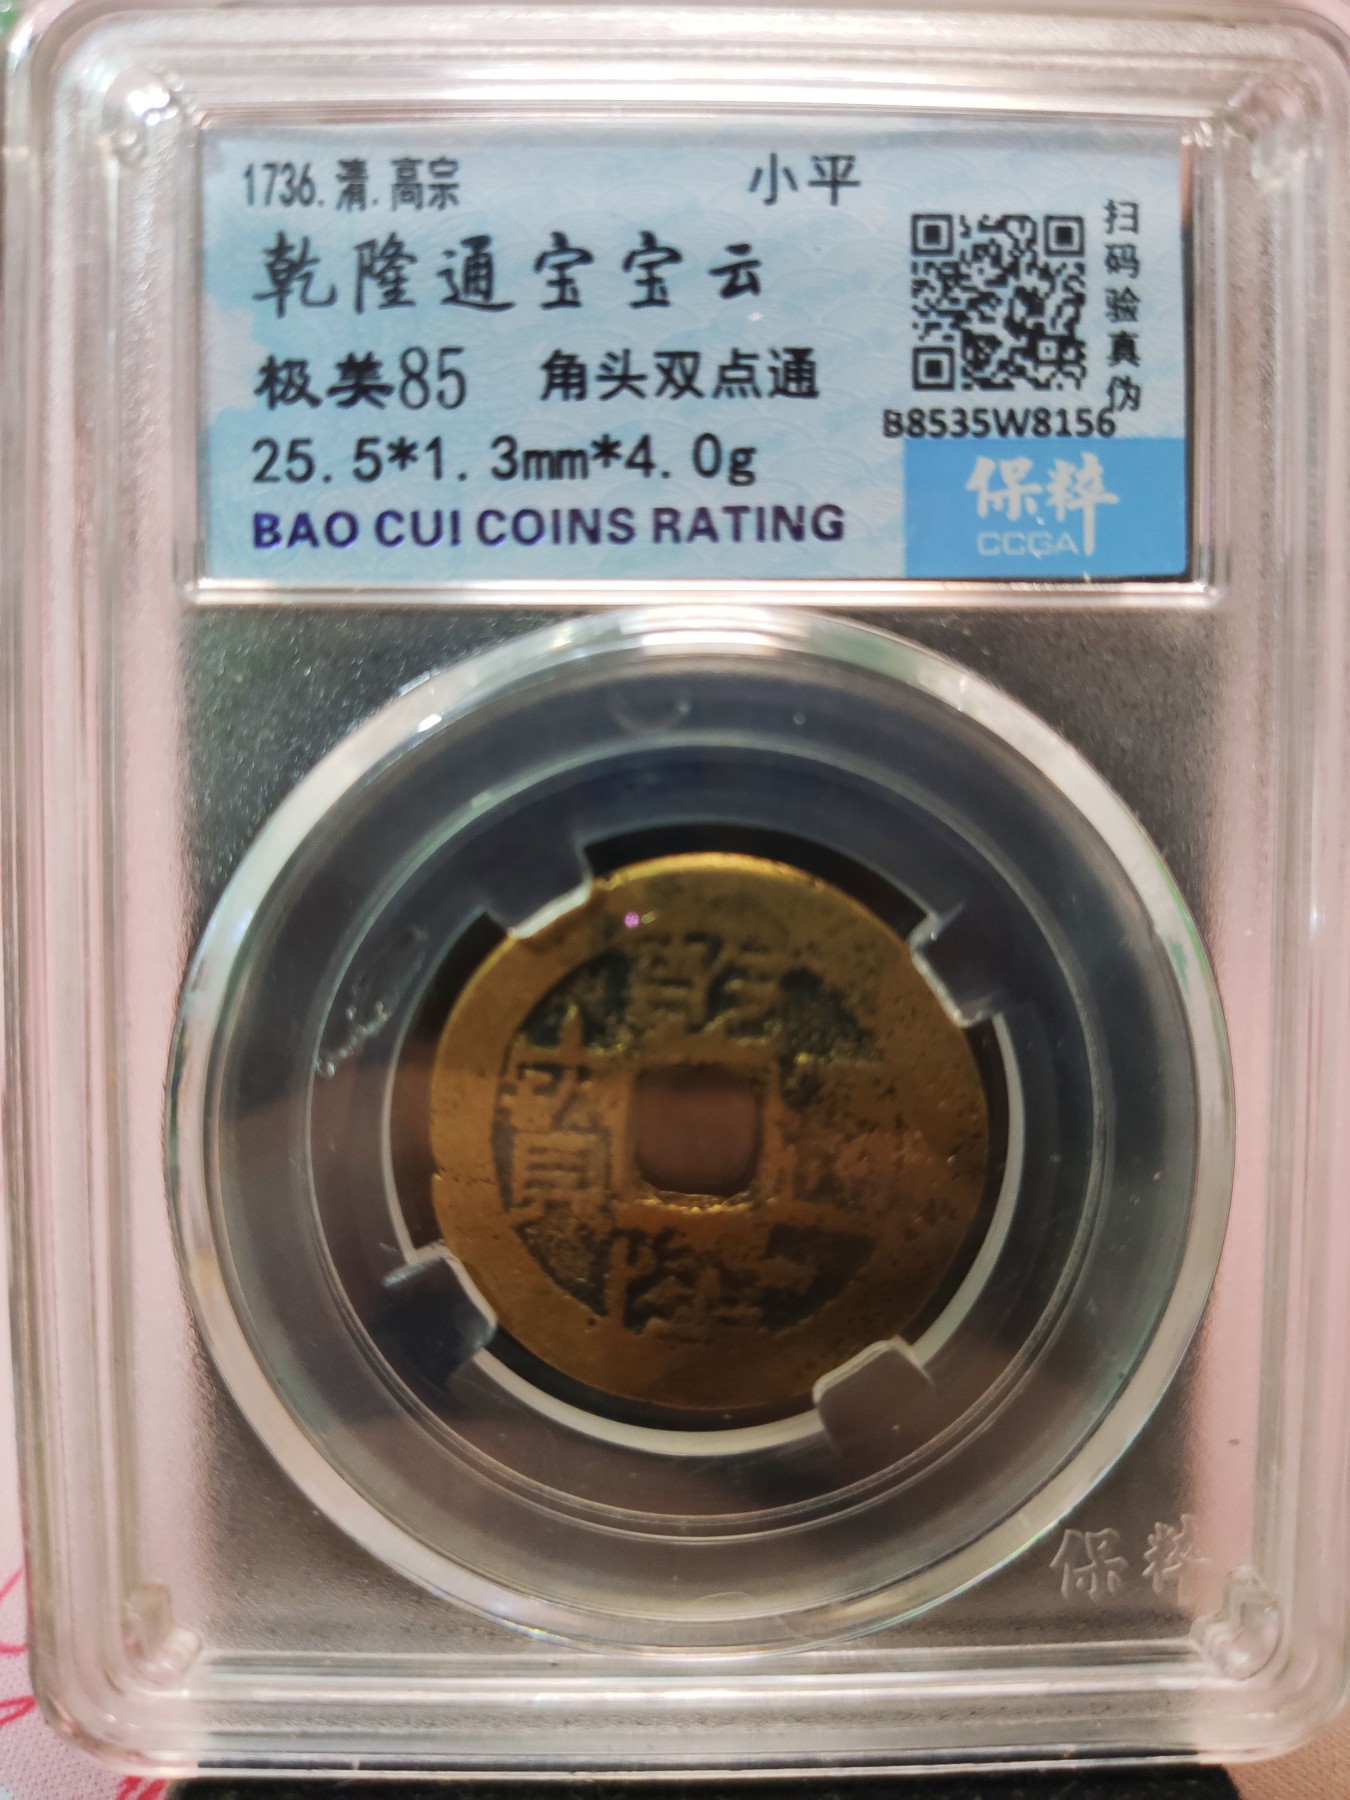 1736.清.高宗 小平
乾隆通宝宝云
极美85 角头双点通
25.5*1.3mm*4.0g
BAO CUI COINS RATING
扫码验真伪
B8535W8156
保粹
CCGA
乾隆通寶
保粹